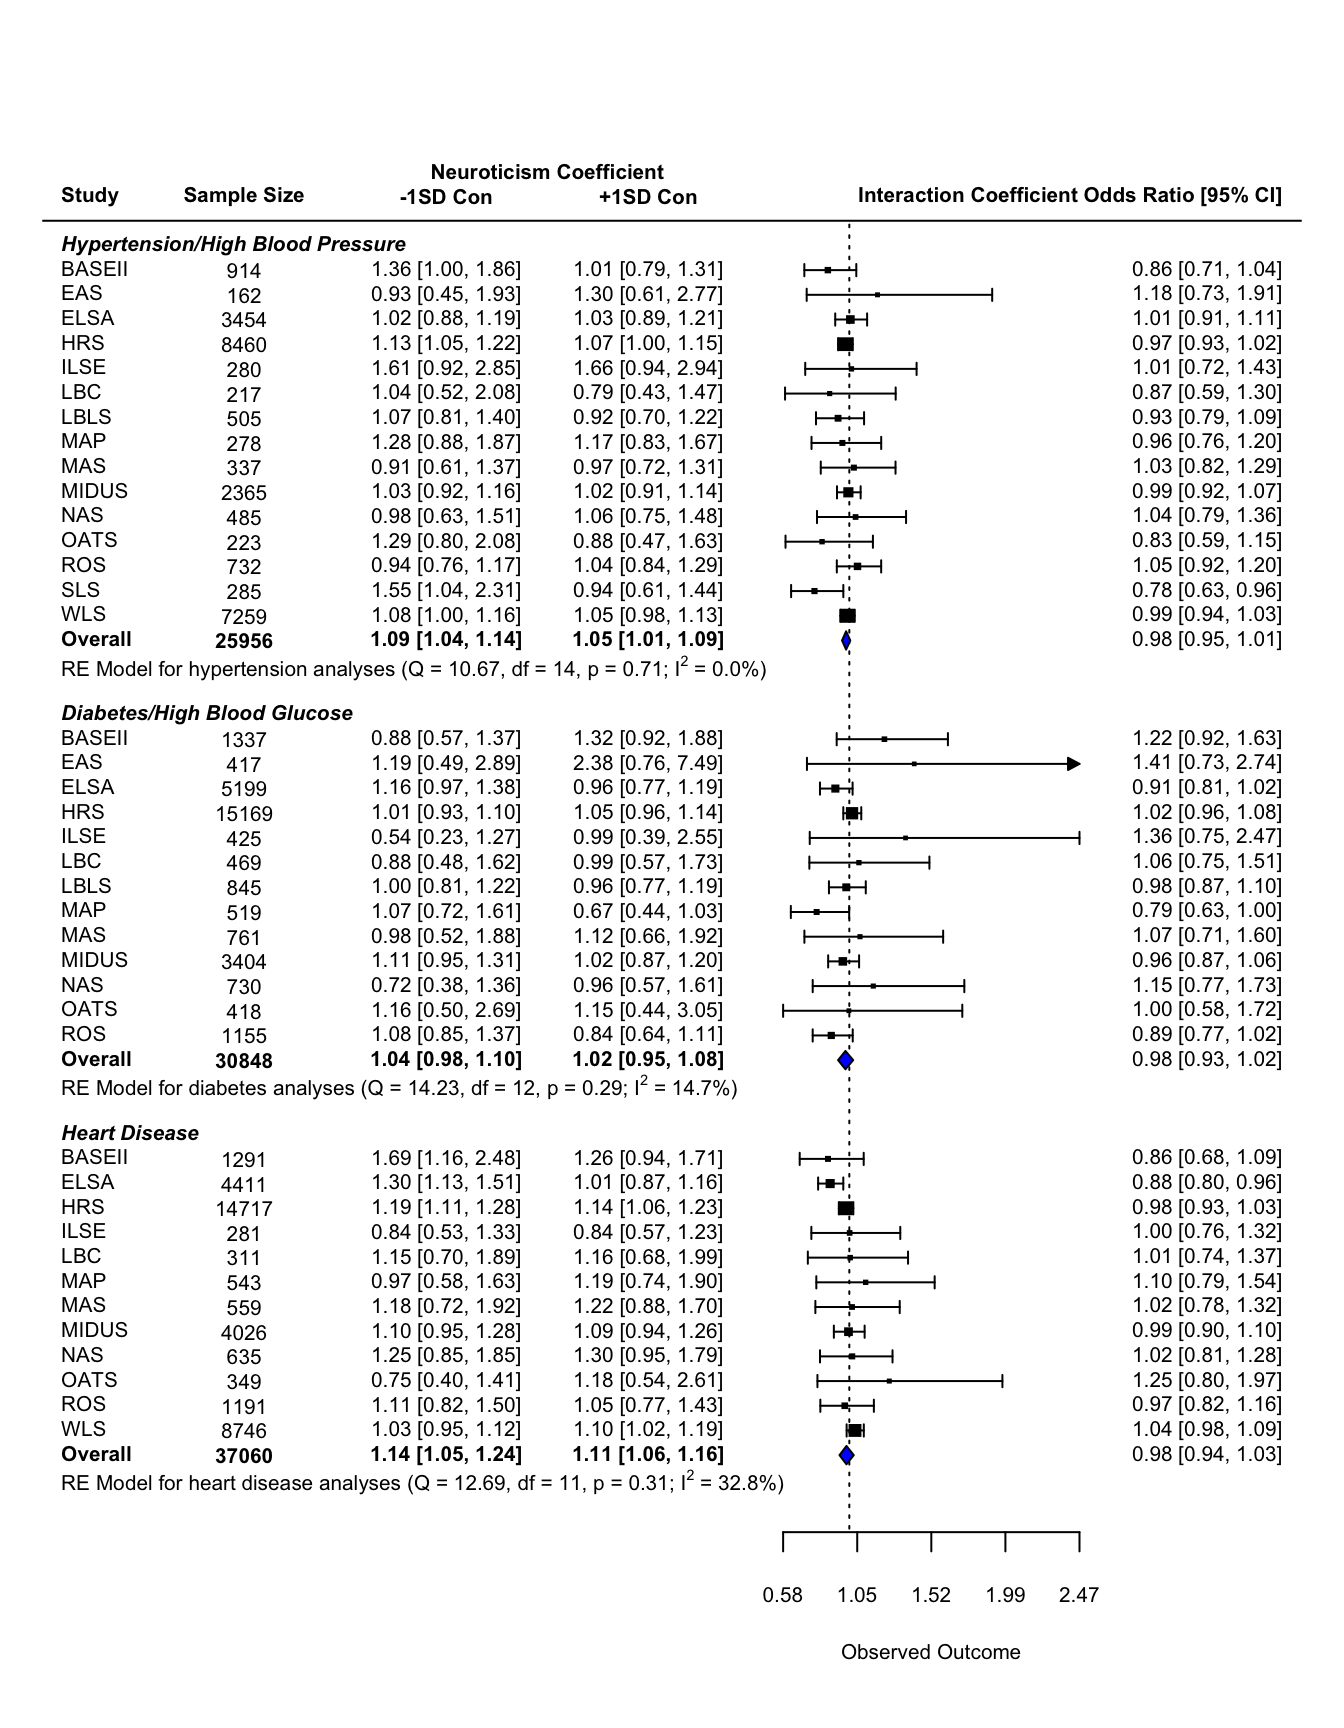 Neuroticism Coefficient
Study Sample Size -1SD Con +1SD Con Interaction Coefficient Odds Ratio [95% CI]
Hypertension/High Blood Pressure
BASEII 914 1.36 [1.00, 1.86] 1.01 [0.79, 1.31] 0.86 [0.71, 1.04]
EAS 162 0.93 [0.45, 1.93] 1.30 [0.61, 2.77] 1.18 [0.73, 1.91]
ELSA 3454 1.02 [0.88, 1.19] 1.03 [0.89, 1.21] 1.01 [0.91, 1.11]
HRS 8460 1.13 [1.05, 1.22] 1.07 [1.00, 1.15] 0.97 [0.93, 1.02]
ILSE 280 1.61 [0.92, 2.85] 1.66 [0.94, 2.94] 1.01 [0.72, 1.43]
LBC 217 1.04 [0.52, 2.08] 0.79 [0.43, 1.47] 0.87 [0.59, 1.30]
LBLS 505 1.07 [0.81, 1.40] 0.92 [0.70, 1.22] 0.93 [0.79, 1.09]
MAP 278 1.28 [0.88, 1.87] 1.17 [0.83, 1.67] 0.96 [0.76, 1.20]
MAS 337 0.91 [0.61, 1.37] 0.97 [0.72, 1.31] 1.03 [0.82, 1.29]
MIDUS 2365 1.03 [0.92, 1.16] 1.02 [0.91, 1.14] 0.99 [0.92, 1.07]
NAS 485 0.98 [0.63, 1.51] 1.06 [0.75, 1.48] 1.04 [0.79, 1.36]
OATS 223 1.29 [0.80, 2.08] 0.88 [0.47, 1.63] 0.83 [0.59, 1.15]
ROS 732 0.94 [0.76, 1.17] 1.04 [0.84, 1.29] 1.05 [0.92, 1.20]
SLS 285 1.55 [1.04, 2.31] 0.94 [0.61, 1.44] 0.78 [0.63, 0.96]
WLS 7259 1.08 [1.00, 1.16] 1.05 [0.98, 1.13] 0.99 [0.94, 1.03]
Overall 25956 1.09 [1.04, 1.14] 1.05 [1.01, 1.09] 0.98 [0.95, 1.01]
RE Model for hypertension analyses (Q = 10.67, df = 14, p = 0.71; I² = 0.0%)
Diabetes/High Blood Glucose
BASEII 1337 0.88 [0.57, 1.37] 1.32 [0.92, 1.88] 1.22 [0.92, 1.63]
EAS 417 1.19 [0.49, 2.89] 2.38 [0.76, 7.49] 1.41 [0.73, 2.74]
ELSA 5199 1.16 [0.97, 1.38] 0.96 [0.77, 1.19] 0.91 [0.81, 1.02]
HRS 15169 1.01 [0.93, 1.10] 1.05 [0.96, 1.14] 1.02 [0.96, 1.08]
ILSE 425 0.54 [0.23, 1.27] 0.99 [0.39, 2.55] 1.36 [0.75, 2.47]
LBC 469 0.88 [0.48, 1.62] 0.99 [0.57, 1.73] 1.06 [0.75, 1.51]
LBLS 845 1.00 [0.81, 1.22] 0.96 [0.77, 1.19] 0.98 [0.87, 1.10]
MAP 519 1.07 [0.72, 1.61] 0.67 [0.44, 1.03] 0.79 [0.63, 1.00]
MAS 761 0.98 [0.52, 1.88] 1.12 [0.66, 1.92] 1.07 [0.71, 1.60]
MIDUS 3404 1.11 [0.95, 1.31] 1.02 [0.87, 1.20] 0.96 [0.87, 1.06]
NAS 730 0.72 [0.38, 1.36] 0.96 [0.57, 1.61] 1.15 [0.77, 1.73]
OATS 418 1.16 [0.50, 2.69] 1.15 [0.44, 3.05] 1.00 [0.58, 1.72]
ROS 1155 1.08 [0.85, 1.37] 0.84 [0.64, 1.11] 0.89 [0.77, 1.02]
Overall 30848 1.04 [0.98, 1.10] 1.02 [0.95, 1.08] 0.98 [0.93, 1.02]
RE Model for diabetes analyses (Q = 14.23, df = 12, p = 0.29; I² = 14.7%)
Heart Disease
BASEII 1291 1.69 [1.16, 2.48] 1.26 [0.94, 1.71] 0.86 [0.68, 1.09]
ELSA 4411 1.30 [1.13, 1.51] 1.01 [0.87, 1.16] 0.88 [0.80, 0.96]
HRS 14717 1.19 [1.11, 1.28] 1.14 [1.06, 1.23] 0.98 [0.93, 1.03]
ILSE 281 0.84 [0.53, 1.33] 0.84 [0.57, 1.23] 1.00 [0.76, 1.32]
LBC 311 1.15 [0.70, 1.89] 1.16 [0.68, 1.99] 1.01 [0.74, 1.37]
MAP 543 0.97 [0.58, 1.63] 1.19 [0.74, 1.90] 1.10 [0.79, 1.54]
MAS 559 1.18 [0.72, 1.92] 1.22 [0.88, 1.70] 1.02 [0.78, 1.32]
MIDUS 4026 1.10 [0.95, 1.28] 1.09 [0.94, 1.26] 0.99 [0.90, 1.10]
NAS 635 1.25 [0.85, 1.85] 1.30 [0.95, 1.79] 1.02 [0.81, 1.28]
OATS 349 0.75 [0.40, 1.41] 1.18 [0.54, 2.61] 1.25 [0.80, 1.97]
ROS 1191 1.11 [0.82, 1.50] 1.05 [0.77, 1.43] 0.97 [0.82, 1.16]
WLS 8746 1.03 [0.95, 1.12] 1.10 [1.02, 1.19] 1.04 [0.98, 1.09]
Overall 37060 1.14 [1.05, 1.24] 1.11 [1.06, 1.16] 0.98 [0.94, 1.03]
RE Model for heart disease analyses (Q = 12.69, df = 11, p = 0.31; I² = 32.8%)
0.58 1.05 1.52 1.99 2.47
Observed Outcome